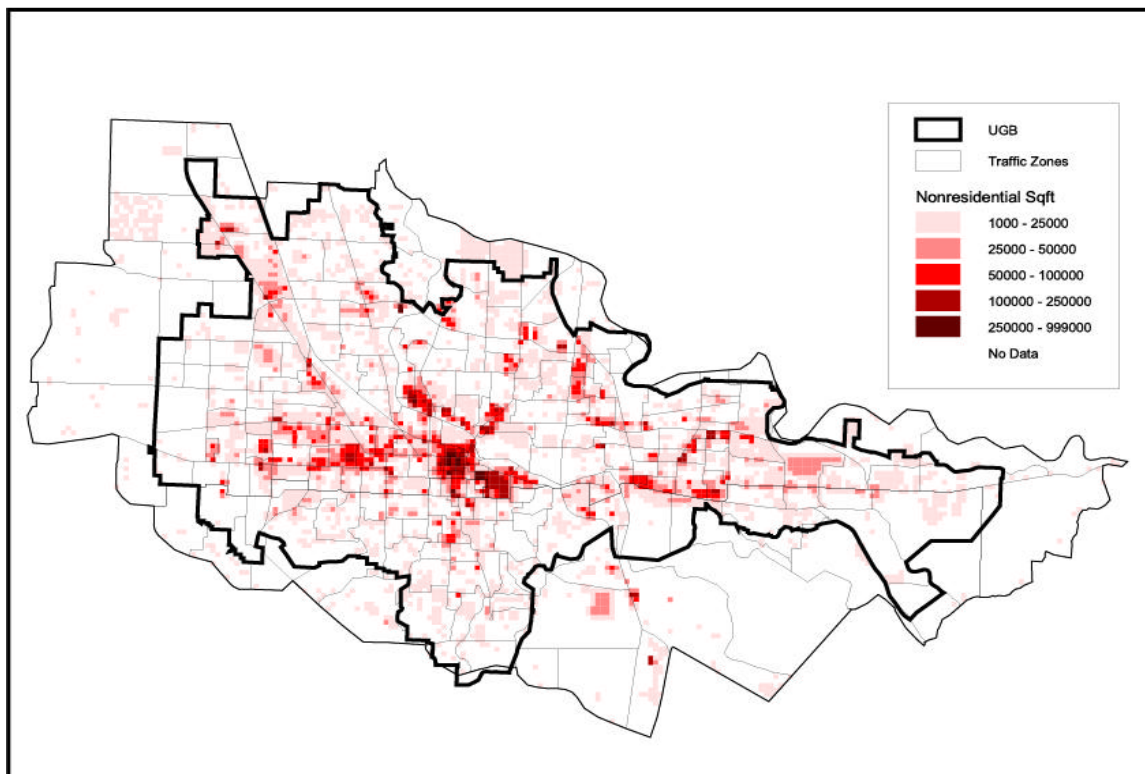 UGB
Traffic Zones
Nonresidential Sqft
1000 - 25000
25000 - 50000
50000 - 100000
100000 - 250000
250000 - 999000
No Data